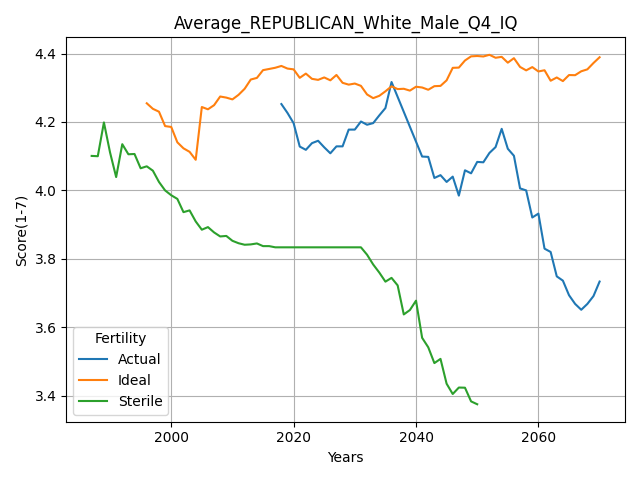 Average_REPUBLICAN_White_Male_Q4_IQ
Score(1-7)
4.4
4.2
4.0
3.8
3.6
3.4
Fertility
Actual
Ideal
Sterile
2000
2020
2040
2060
Years